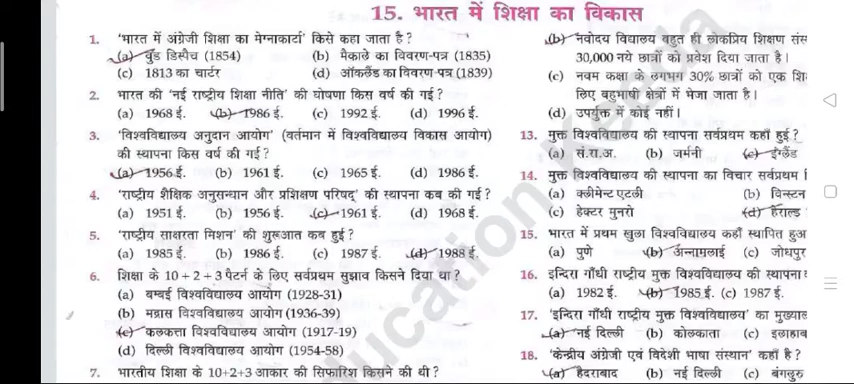 15. भारत में शिक्षा का विकास
1. 'भारत में अंग्रेजी शिक्षा का मेग्नाकार्टा' किसे कहा जाता है?
(a) वुड डिस्पैच (1854) (b) मैकाले का विवरण-पत्र (1835)
(c) 1813 का चार्टर (d) ऑकलैंड का विवरण-पत्र (1839)
2. भारत की 'नई राष्ट्रीय शिक्षा नीति' की घोषणा किस वर्ष की गई?
(a) 1968 ई. (b) 1986 ई. (c) 1992 ई. (d) 1996 ई.
3. 'विश्वविद्यालय अनुदान आयोग' (वर्तमान में विश्वविद्यालय विकास आयोग)
की स्थापना किस वर्ष की गई?
(a) 1956 ई. (b) 1961 ई. (c) 1965 ई. (d) 1986 ई.
4. 'राष्ट्रीय शैक्षिक अनुसन्धान और प्रशिक्षण परिषद्' की स्थापना कब की गई?
(a) 1951 ई. (b) 1956 ई. (c) 1961 ई. (d) 1968 ई.
5. 'राष्ट्रीय साक्षरता मिशन' की शुरूआत कब हुई?
(a) 1985 ई. (b) 1986 ई. (c) 1987 ई. (d) 1988 ई.
6. शिक्षा के 10 + 2 + 3 पैटर्न के लिए सर्वप्रथम सुझाव किसने दिया था?
(a) बम्बई विश्वविद्यालय आयोग (1928-31)
(b) मद्रास विश्वविद्यालय आयोग (1936-39)
(c) कलकत्ता विश्वविद्यालय आयोग (1917-19)
(d) दिल्ली विश्वविद्यालय आयोग (1954-58)
7. भारतीय शिक्षा के 10+2+3 आकार की सिफारिश किसने की थी?
(b) नवोदय विद्यालय बहुत ही लोकप्रिय शिक्षण संस
30,000 नये छात्रों को प्रवेश दिया जाता है।
(c) नवम कक्षा के लगभग 30% छात्रों को एक शि
लिए बहुभाषी क्षेत्रों में भेजा जाता है।
(d) उपर्युक्त में कोई नहीं।
13. मुक्त विश्वविद्यालय की स्थापना सर्वप्रथम कहाँ हुई?
(a) सं.रा.अ. (b) जर्मनी (c) इंग्लैंड
14. मुक्त विश्वविद्यालय की स्थापना का विचार सर्वप्रथम
(a) क्लीमेन्ट एटली (b) विन्स्टन
(c) हेक्टर मुनरो (d) हेराल्ड
15. भारत में प्रथम खुला विश्वविद्यालय कहाँ स्थापित हुअ
(a) पुणे (b) अन्नामलाई (c) जोधपुर
16. इन्दिरा गाँधी राष्ट्रीय मुक्त विश्वविद्यालय की स्थापना
(a) 1982 ई. (b) 1985 ई. (c) 1987 ई.
17. 'इन्दिरा गाँधी राष्ट्रीय मुक्त विश्वविद्यालय' का मुख्याल
(a) नई दिल्ली (b) कोलकाता (c) इलाहाब
18. 'केन्द्रीय अंग्रेजी एवं विदेशी भाषा संस्थान' कहाँ है?
(a) हैदराबाद (b) नई दिल्ली (c) बंगलुरु